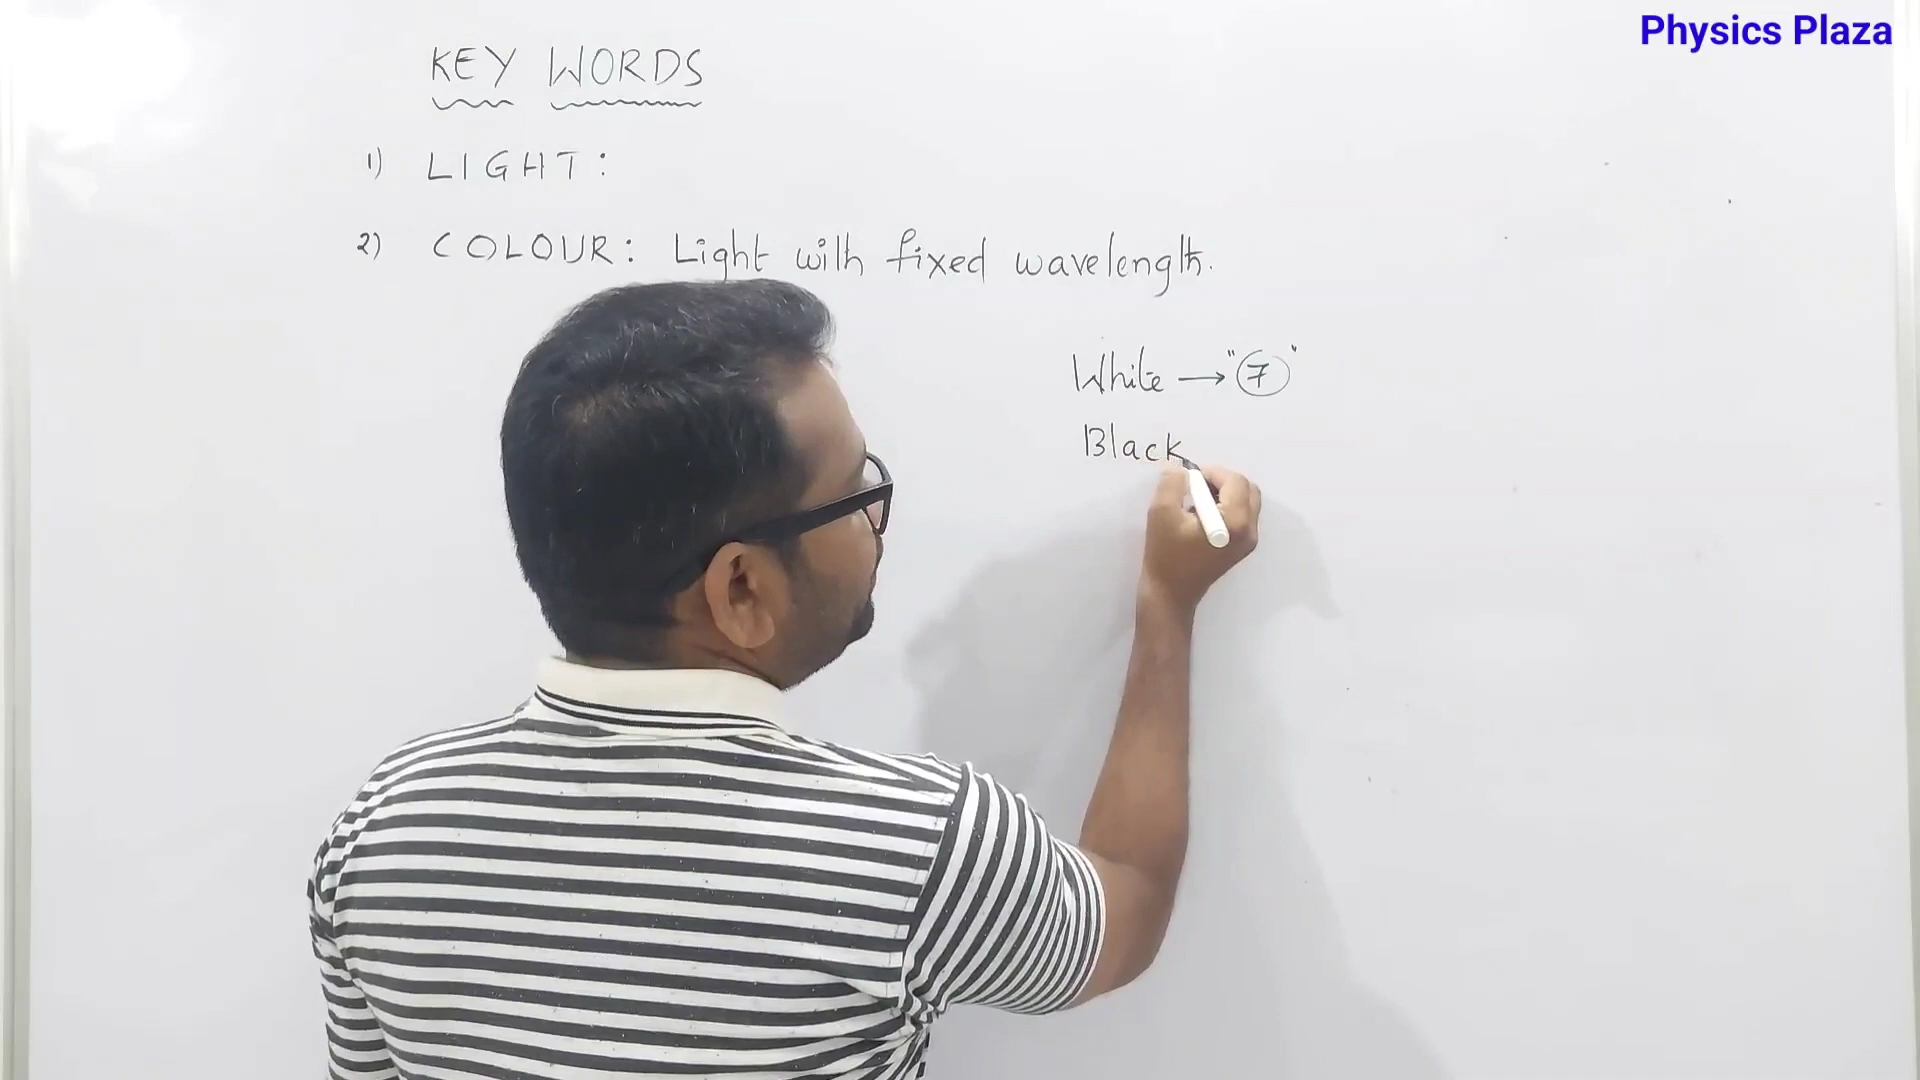 Physics Plaza
KEY WORDS
1) LIGHT:
2) COLOUR: Light with fixed wavelength.
White → "7"
Black